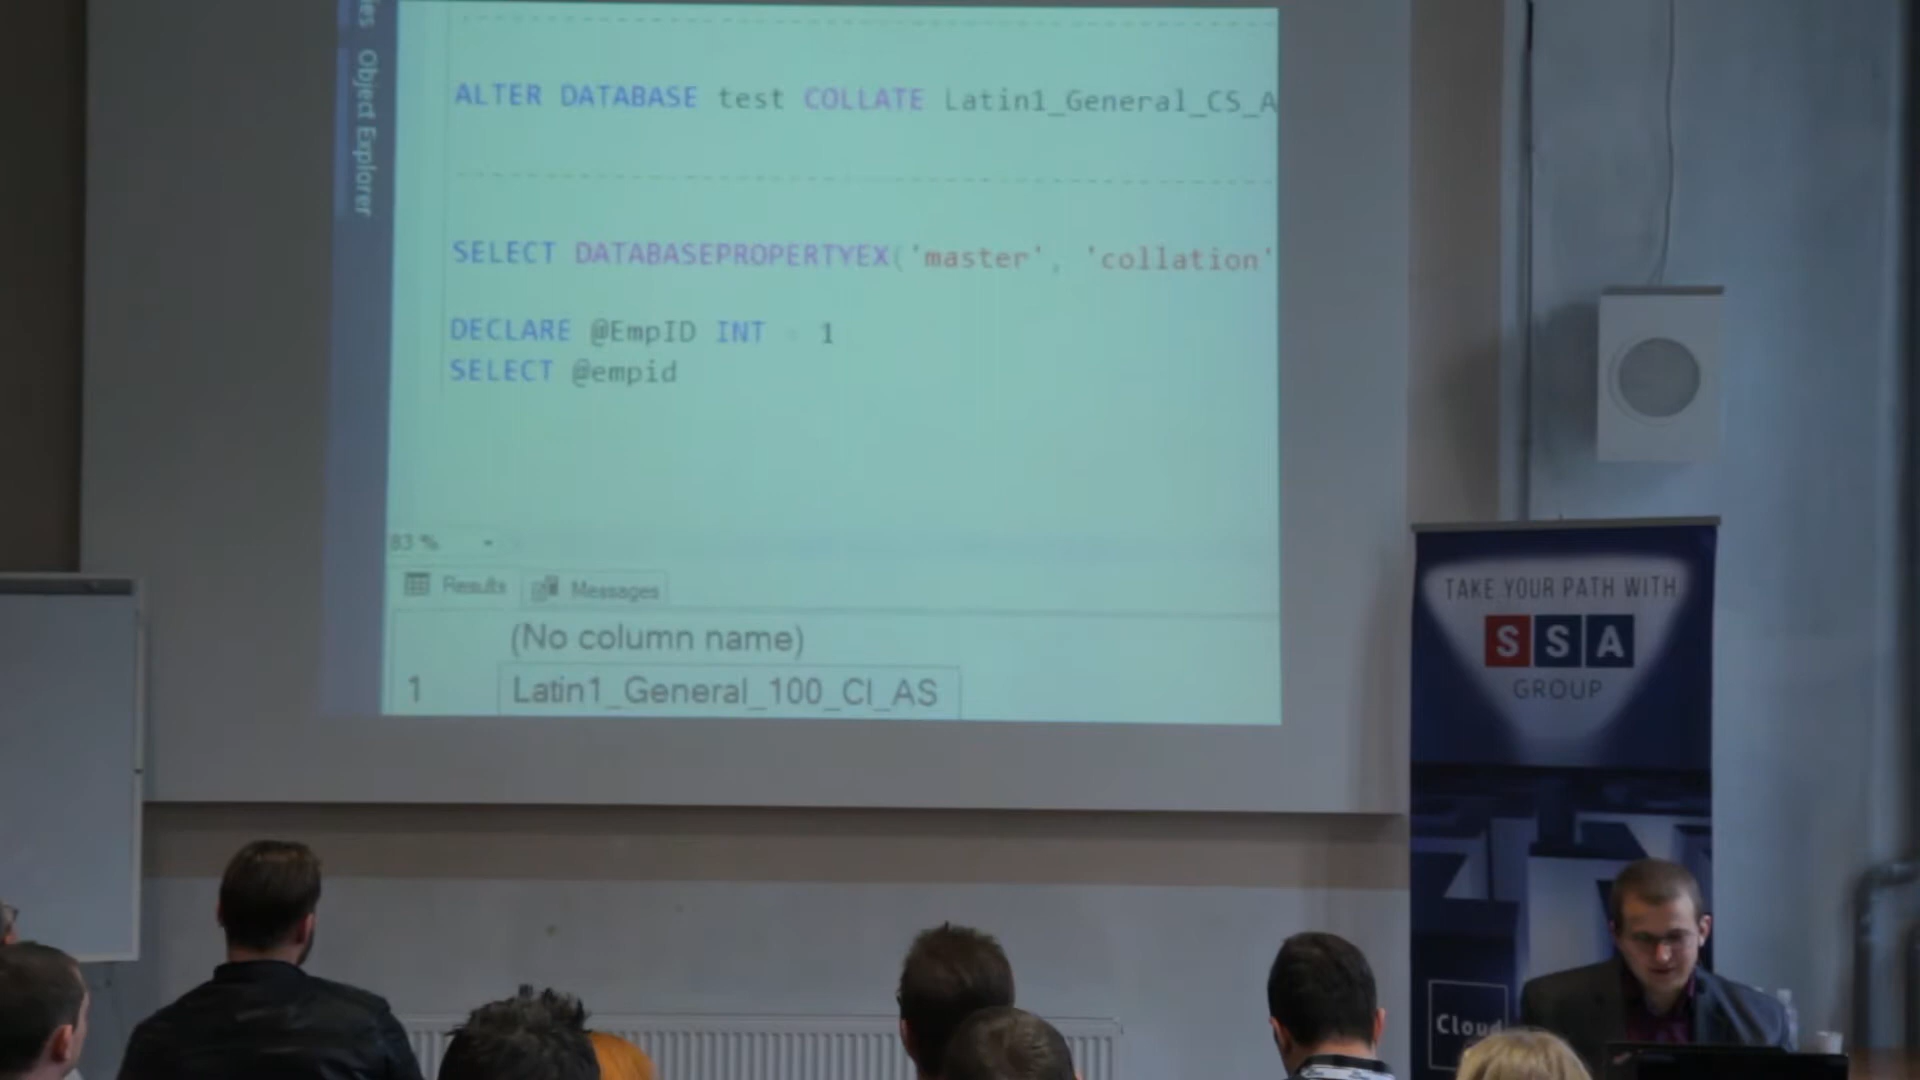 Object Explorer
ALTER DATABASE test COLLATE Latin1_General_CS_A
SELECT DATABASEPROPERTYEX('master', 'collation'
DECLARE @EmpID INT = 1
SELECT @empid
83 %
Results Messages
(No column name)
1 Latin1_General_100_CI_AS
TAKE YOUR PATH WITH
SSA
GROUP
Cloud